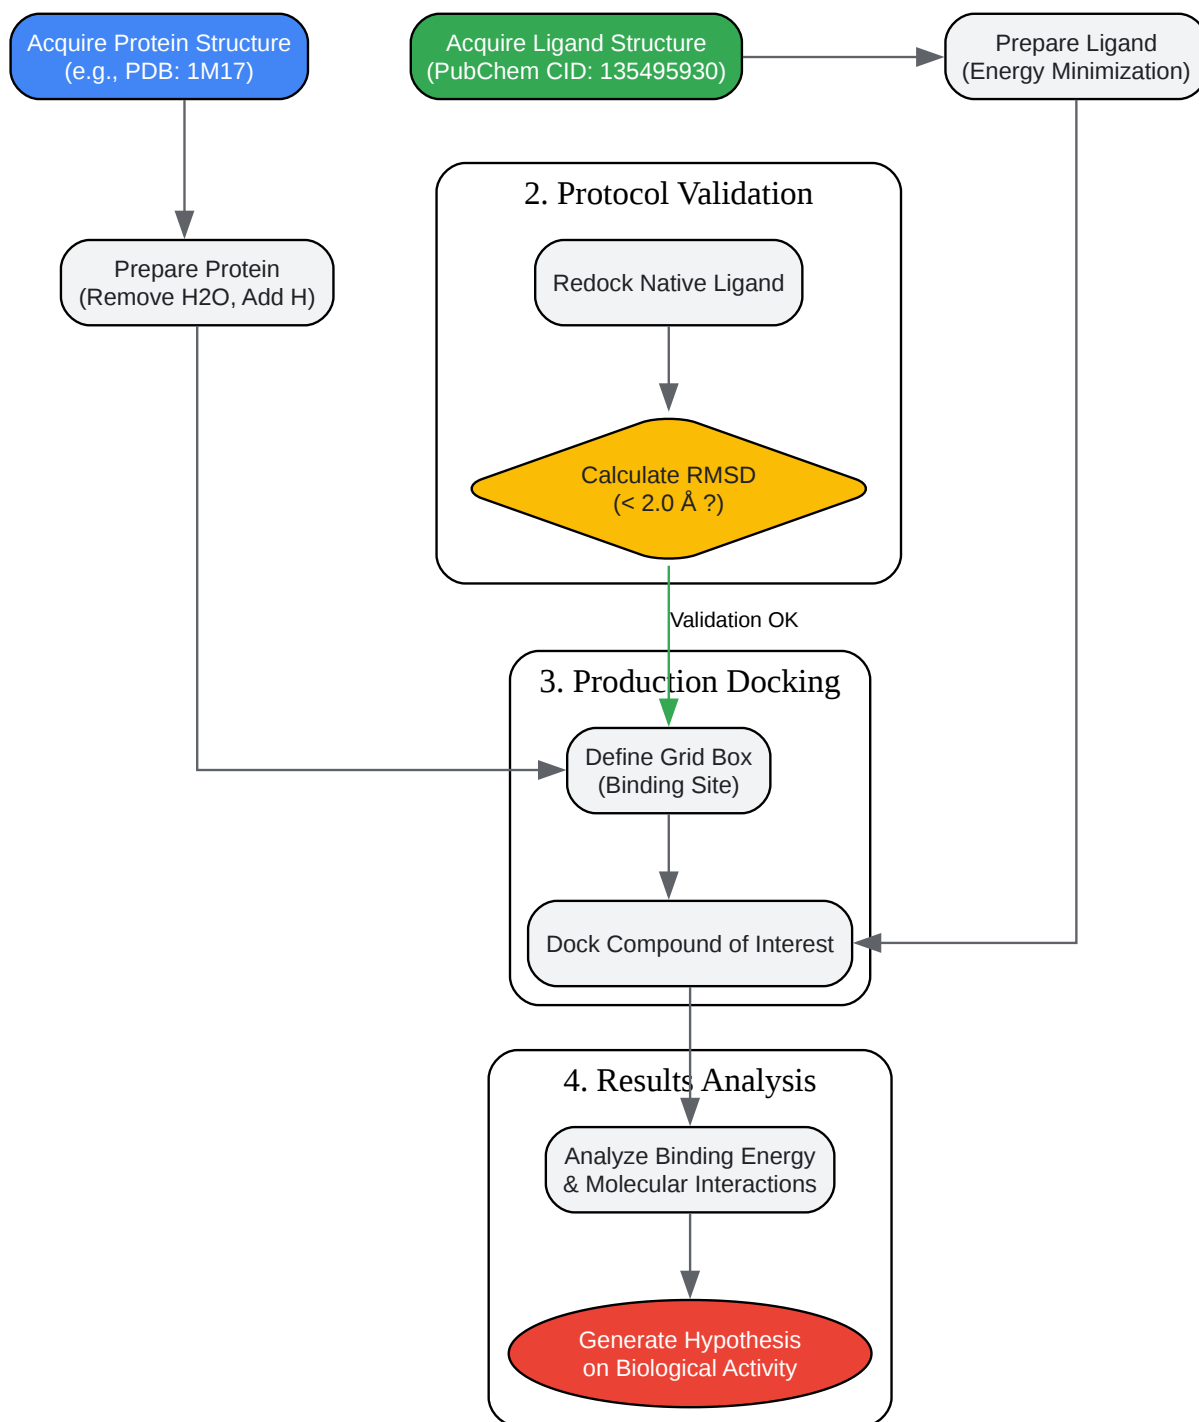 Acquire Protein Structure
(e.g., PDB: 1M17)
Acquire Ligand Structure
(PubChem CID: 135495930)
Prepare Ligand
(Energy Minimization)
2. Protocol Validation
Prepare Protein
(Remove H2O, Add H)
Redock Native Ligand
Calculate RMSD
(< 2.0 Å ?)
Validation OK
3. Production Docking
Define Grid Box
(Binding Site)
Dock Compound of Interest
4. Results Analysis
Analyze Binding Energy
& Molecular Interactions
Generate Hypothesis
on Biological Activity